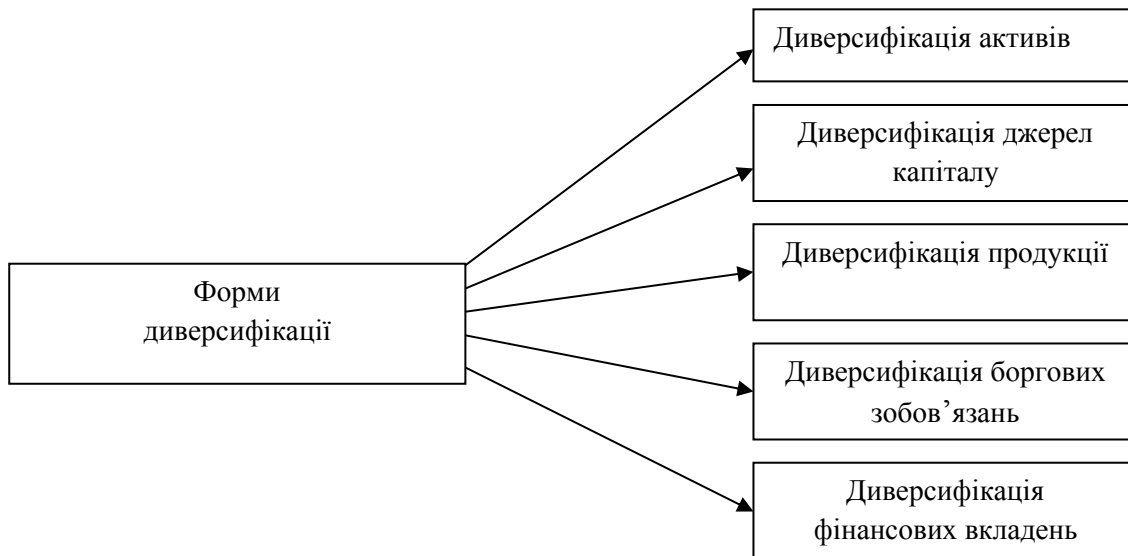 Диверсифікація активів
Диверсифікація джерел
капіталу
Диверсифікація продукції
Форми
диверсифікації
Диверсифікація боргових
зобов’язань
Диверсифікація
фінансових вкладень